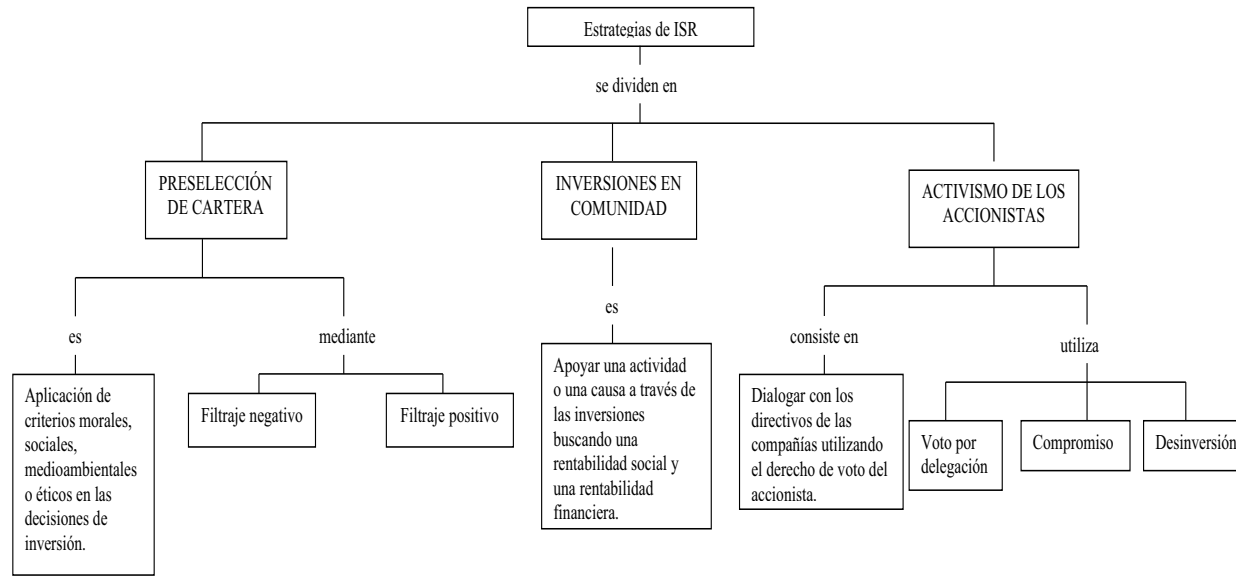 Estrategias de ISR
se dividen en
PRESELECCIÓN
DE CARTERA
INVERSIONES EN
COMUNIDAD
ACTIVISMO DE LOS
ACCIONISTAS
es
mediante
es
consiste en
utiliza
Aplicación de
criterios morales,
sociales,
medioambientales
o éticos en las
decisiones de
inversión.
Filtraje negativo
Filtraje positivo
Apoyar una actividad
o una causa a través de
las inversiones
buscando una
rentabilidad social y
una rentabilidad
financiera.
Dialogar con los
directivos de las
compañías utilizando
el derecho de voto del
accionista.
Voto por
delegación
Compromiso
Desinversión